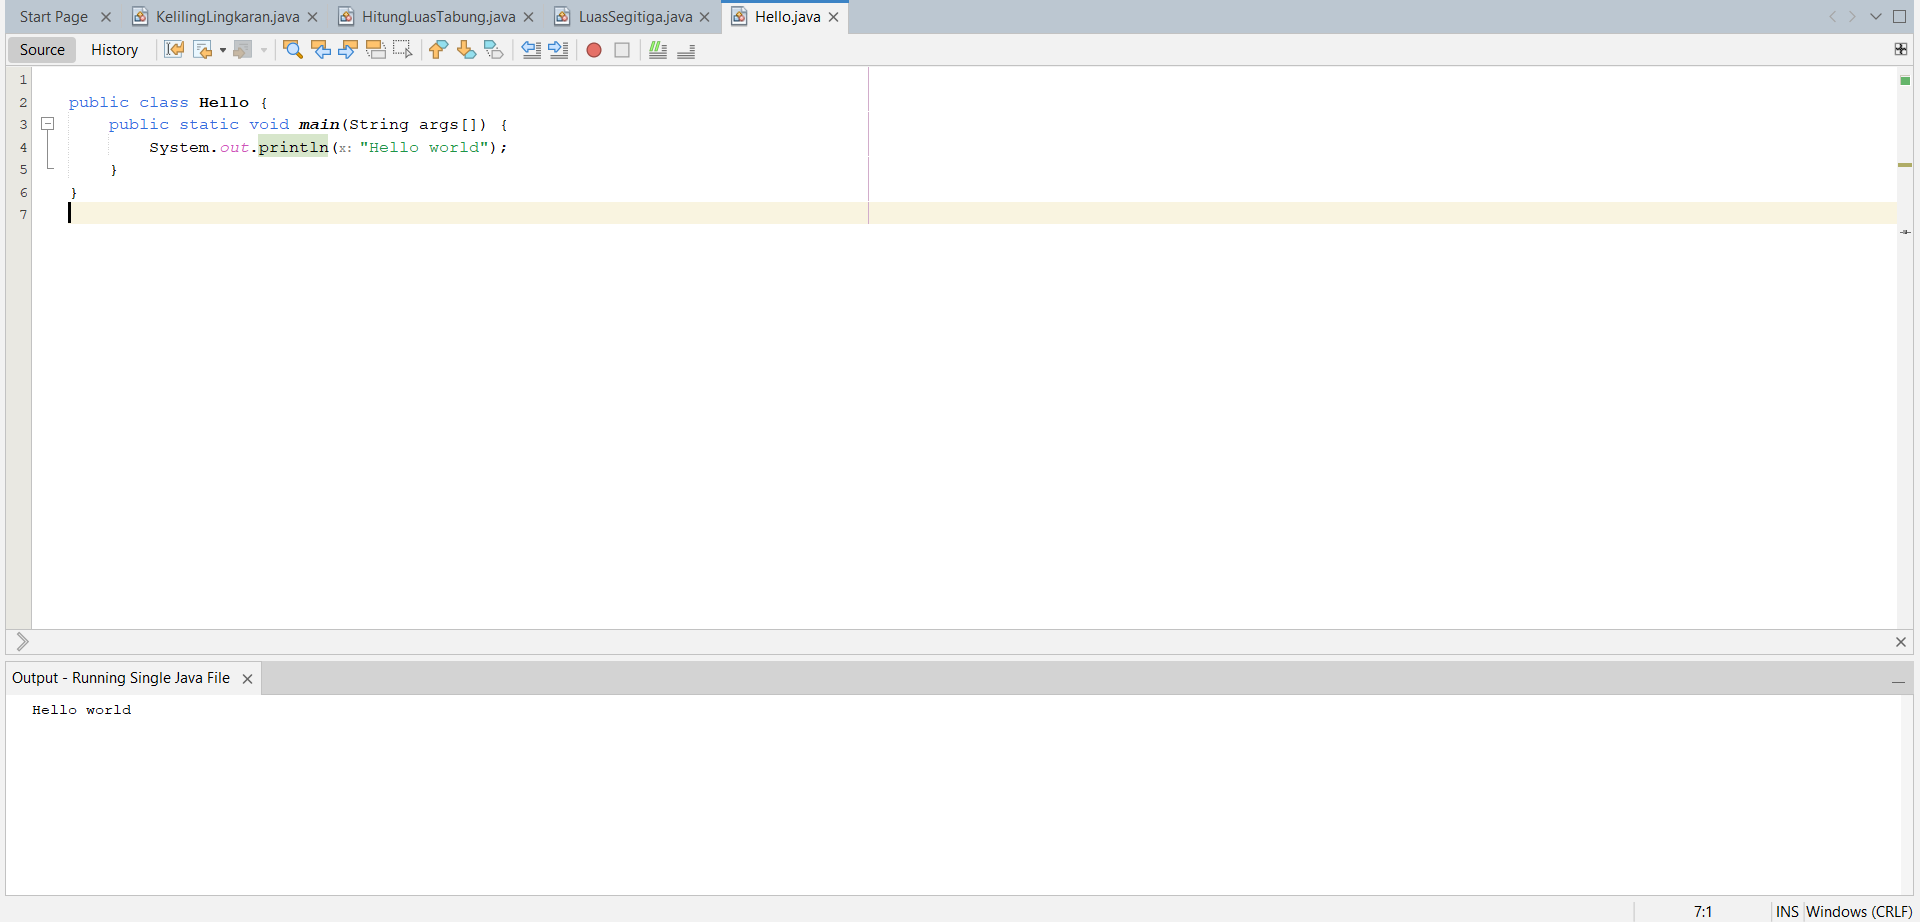 Start Page KelilingLingkaran.java HitungLuasTabung.java LuasSegitiga.java Hello.java
Source History
1
2 public class Hello {
3 public static void main(String args[]) {
4 System.out.println(x: "Hello world");
5 }
6 }
7
Output - Running Single Java File
Hello world
7:1 INS Windows (CRLF)